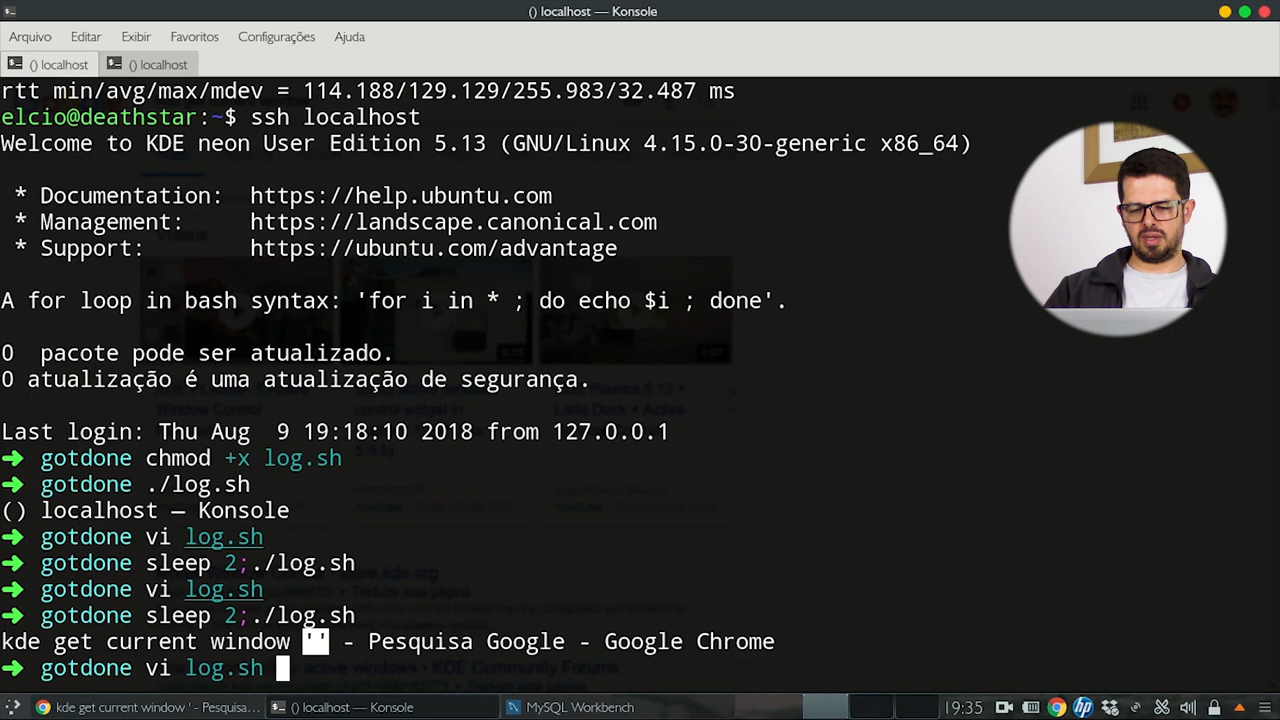 () localhost — Konsole
Arquivo Editar Exibir Favoritos Configurações Ajuda
() localhost () localhost
rtt min/avg/max/mdev = 114.188/129.129/255.983/32.487 ms
elcio@deathstar:~$ ssh localhost
Welcome to KDE neon User Edition 5.13 (GNU/Linux 4.15.0-30-generic x86_64)
* Documentation: https://help.ubuntu.com
* Management: https://landscape.canonical.com
* Support: https://ubuntu.com/advantage
A for loop in bash syntax: 'for i in * ; do echo $i ; done'.
0 pacote pode ser atualizado.
0 atualização é uma atualização de segurança.
Last login: Thu Aug 9 19:18:10 2018 from 127.0.0.1
➜ gotdone chmod +x log.sh
➜ gotdone ./log.sh
() localhost — Konsole
➜ gotdone vi log.sh
➜ gotdone sleep 2;./log.sh
➜ gotdone vi log.sh
➜ gotdone sleep 2;./log.sh
kde get current window '' - Pesquisa Google - Google Chrome
➜ gotdone vi log.sh
kde get current window ' - Pesquisa... () localhost — Konsole MySQL Workbench 19:35